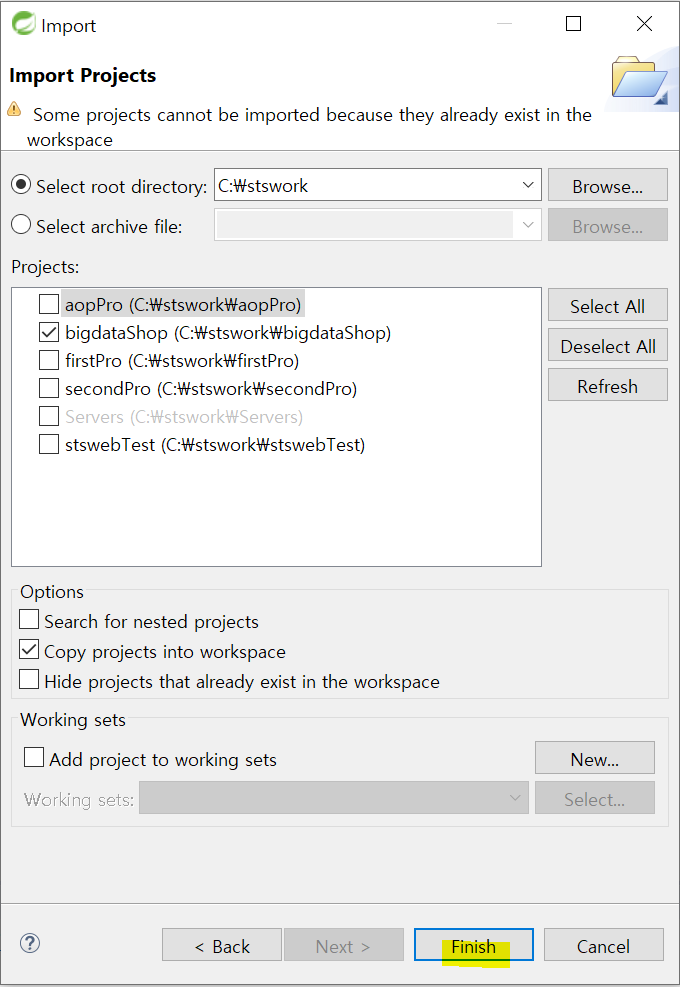 Import
Import Projects
Some projects cannot be imported because they already exist in the
workspace
Select root directory: C:₩stswork Browse...
Select archive file: Browse...
Projects:
aopPro (C:₩stswork₩aopPro)
bigdataShop (C:₩stswork₩bigdataShop)
firstPro (C:₩stswork₩firstPro)
secondPro (C:₩stswork₩secondPro)
Servers (C:₩stswork₩Servers)
stswebTest (C:₩stswork₩stswebTest)
Select All
Deselect All
Refresh
Options
Search for nested projects
Copy projects into workspace
Hide projects that already exist in the workspace
Working sets
Add project to working sets New...
Working sets: Select...
? < Back Next > Finish Cancel